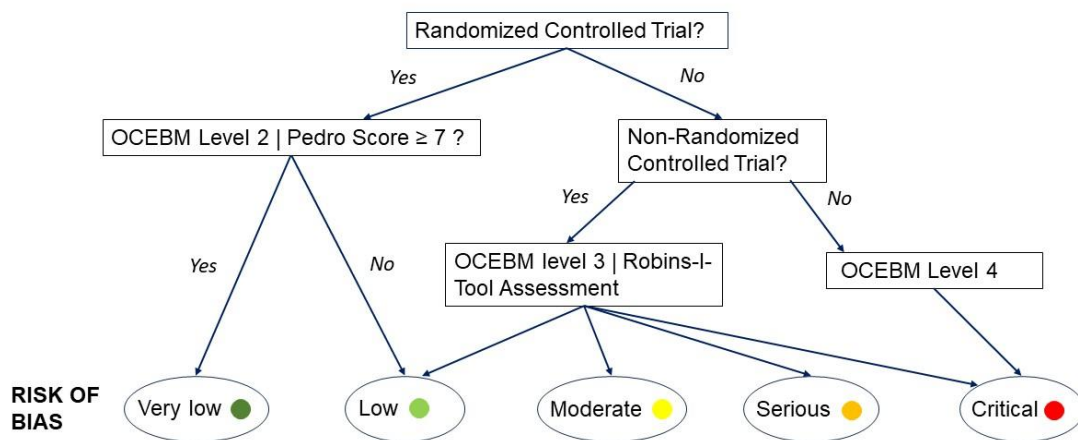 Randomized Controlled Trial?
Yes
No
OCEBM Level 2 | Pedro Score ≥ 7 ?
Non-Randomized
Controlled Trial?
Yes
No
Yes
No
OCEBM level 3 | Robins-I-
Tool Assessment
OCEBM Level 4
RISK OF
BIAS
Very low
Low
Moderate
Serious
Critical